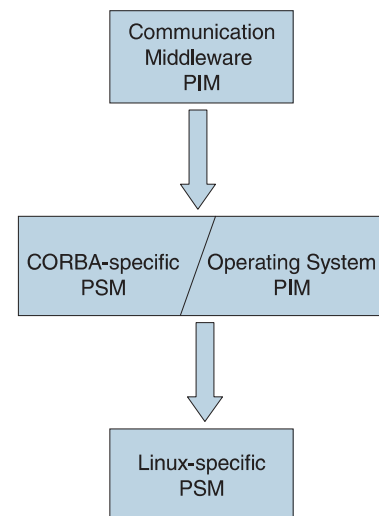 Communication
Middleware
PIM
CORBA-specific
PSM
Operating System
PIM
Linux-specific
PSM